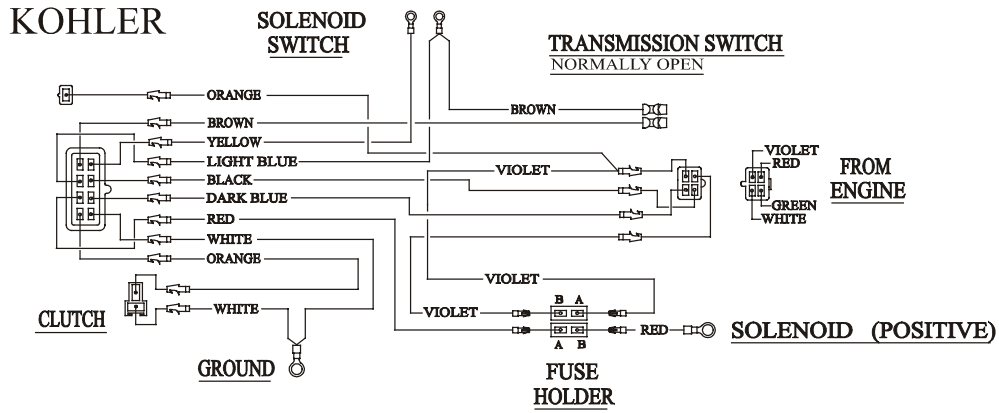 KOHLER
SOLENOID
SWITCH
TRANSMISSION SWITCH
NORMALLY OPEN
ORANGE
BROWN
BROWN
YELLOW
LIGHT BLUE
VIOLET
BLACK
DARK BLUE
RED
WHITE
ORANGE
VIOLET
RED
GREEN
WHITE
FROM
ENGINE
VIOLET
WHITE
VIOLET
B A
A B
RED
SOLENOID (POSITIVE)
CLUTCH
GROUND
FUSE
HOLDER